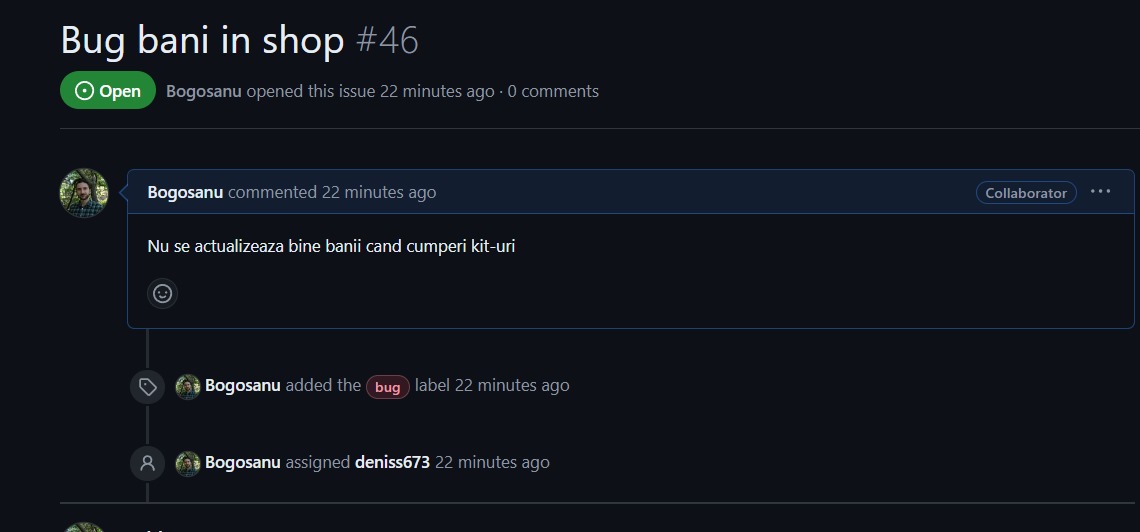 Bug bani in shop #46
Open Bogosanu opened this issue 22 minutes ago · 0 comments
Bogosanu commented 22 minutes ago Collaborator ...
Nu se actualizeaza bine banii cand cumperi kit-uri
Bogosanu added the bug label 22 minutes ago
Bogosanu assigned deniss673 22 minutes ago